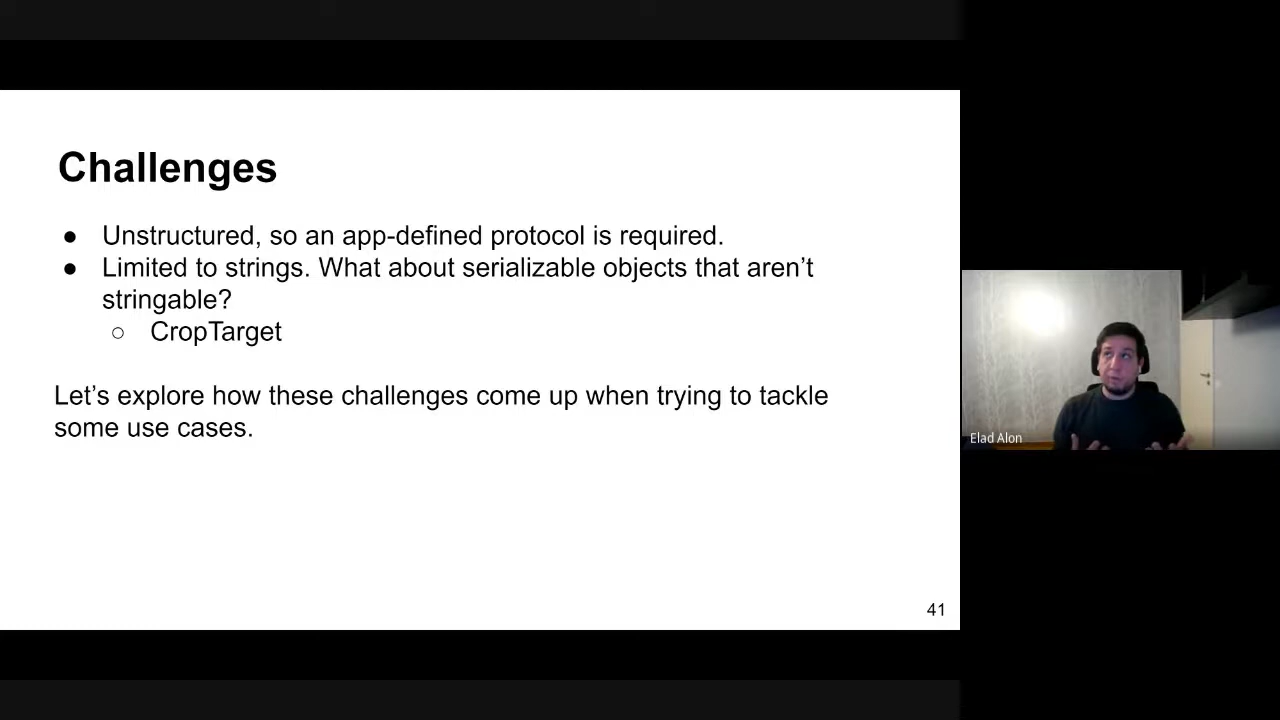 Challenges
● Unstructured, so an app-defined protocol is required.
● Limited to strings. What about serializable objects that aren’t
stringable?
○ CropTarget
Let’s explore how these challenges come up when trying to tackle
some use cases.
41
Elad Alon